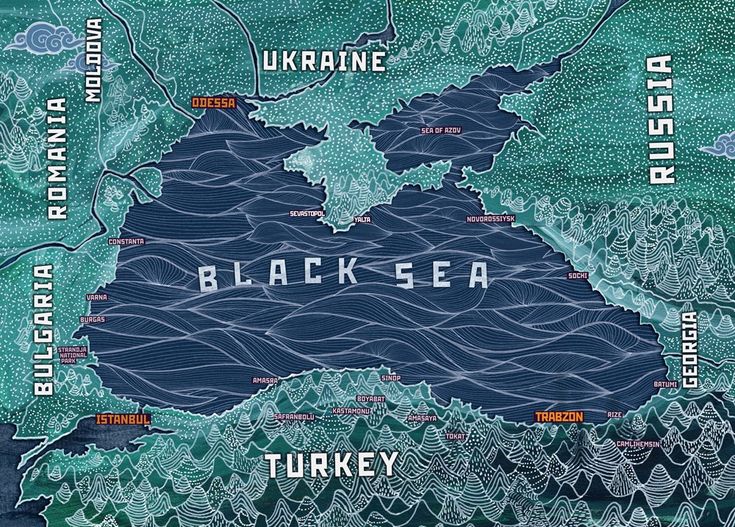 MOLDOVA
UKRAINE
RUSSIA
ROMANIA
ODESSA
SEA OF AZOV
SEVASTOPOL
YALTA
NOVOROSSIYSK
CONSTANTA
BLACK SEA
SOCHI
BULGARIA
VARNA
BURGAS
STRANDJA
NATIONAL
PARK
GEORGIA
AMASRA
SINOP
BATUMI
BOYABAT
KASTAMONU
SAFRANBOLU
AMASAYA
ISTANBUL
TRABZON
RIZE
TOKAT
CAMLIHEMSIN
TURKEY